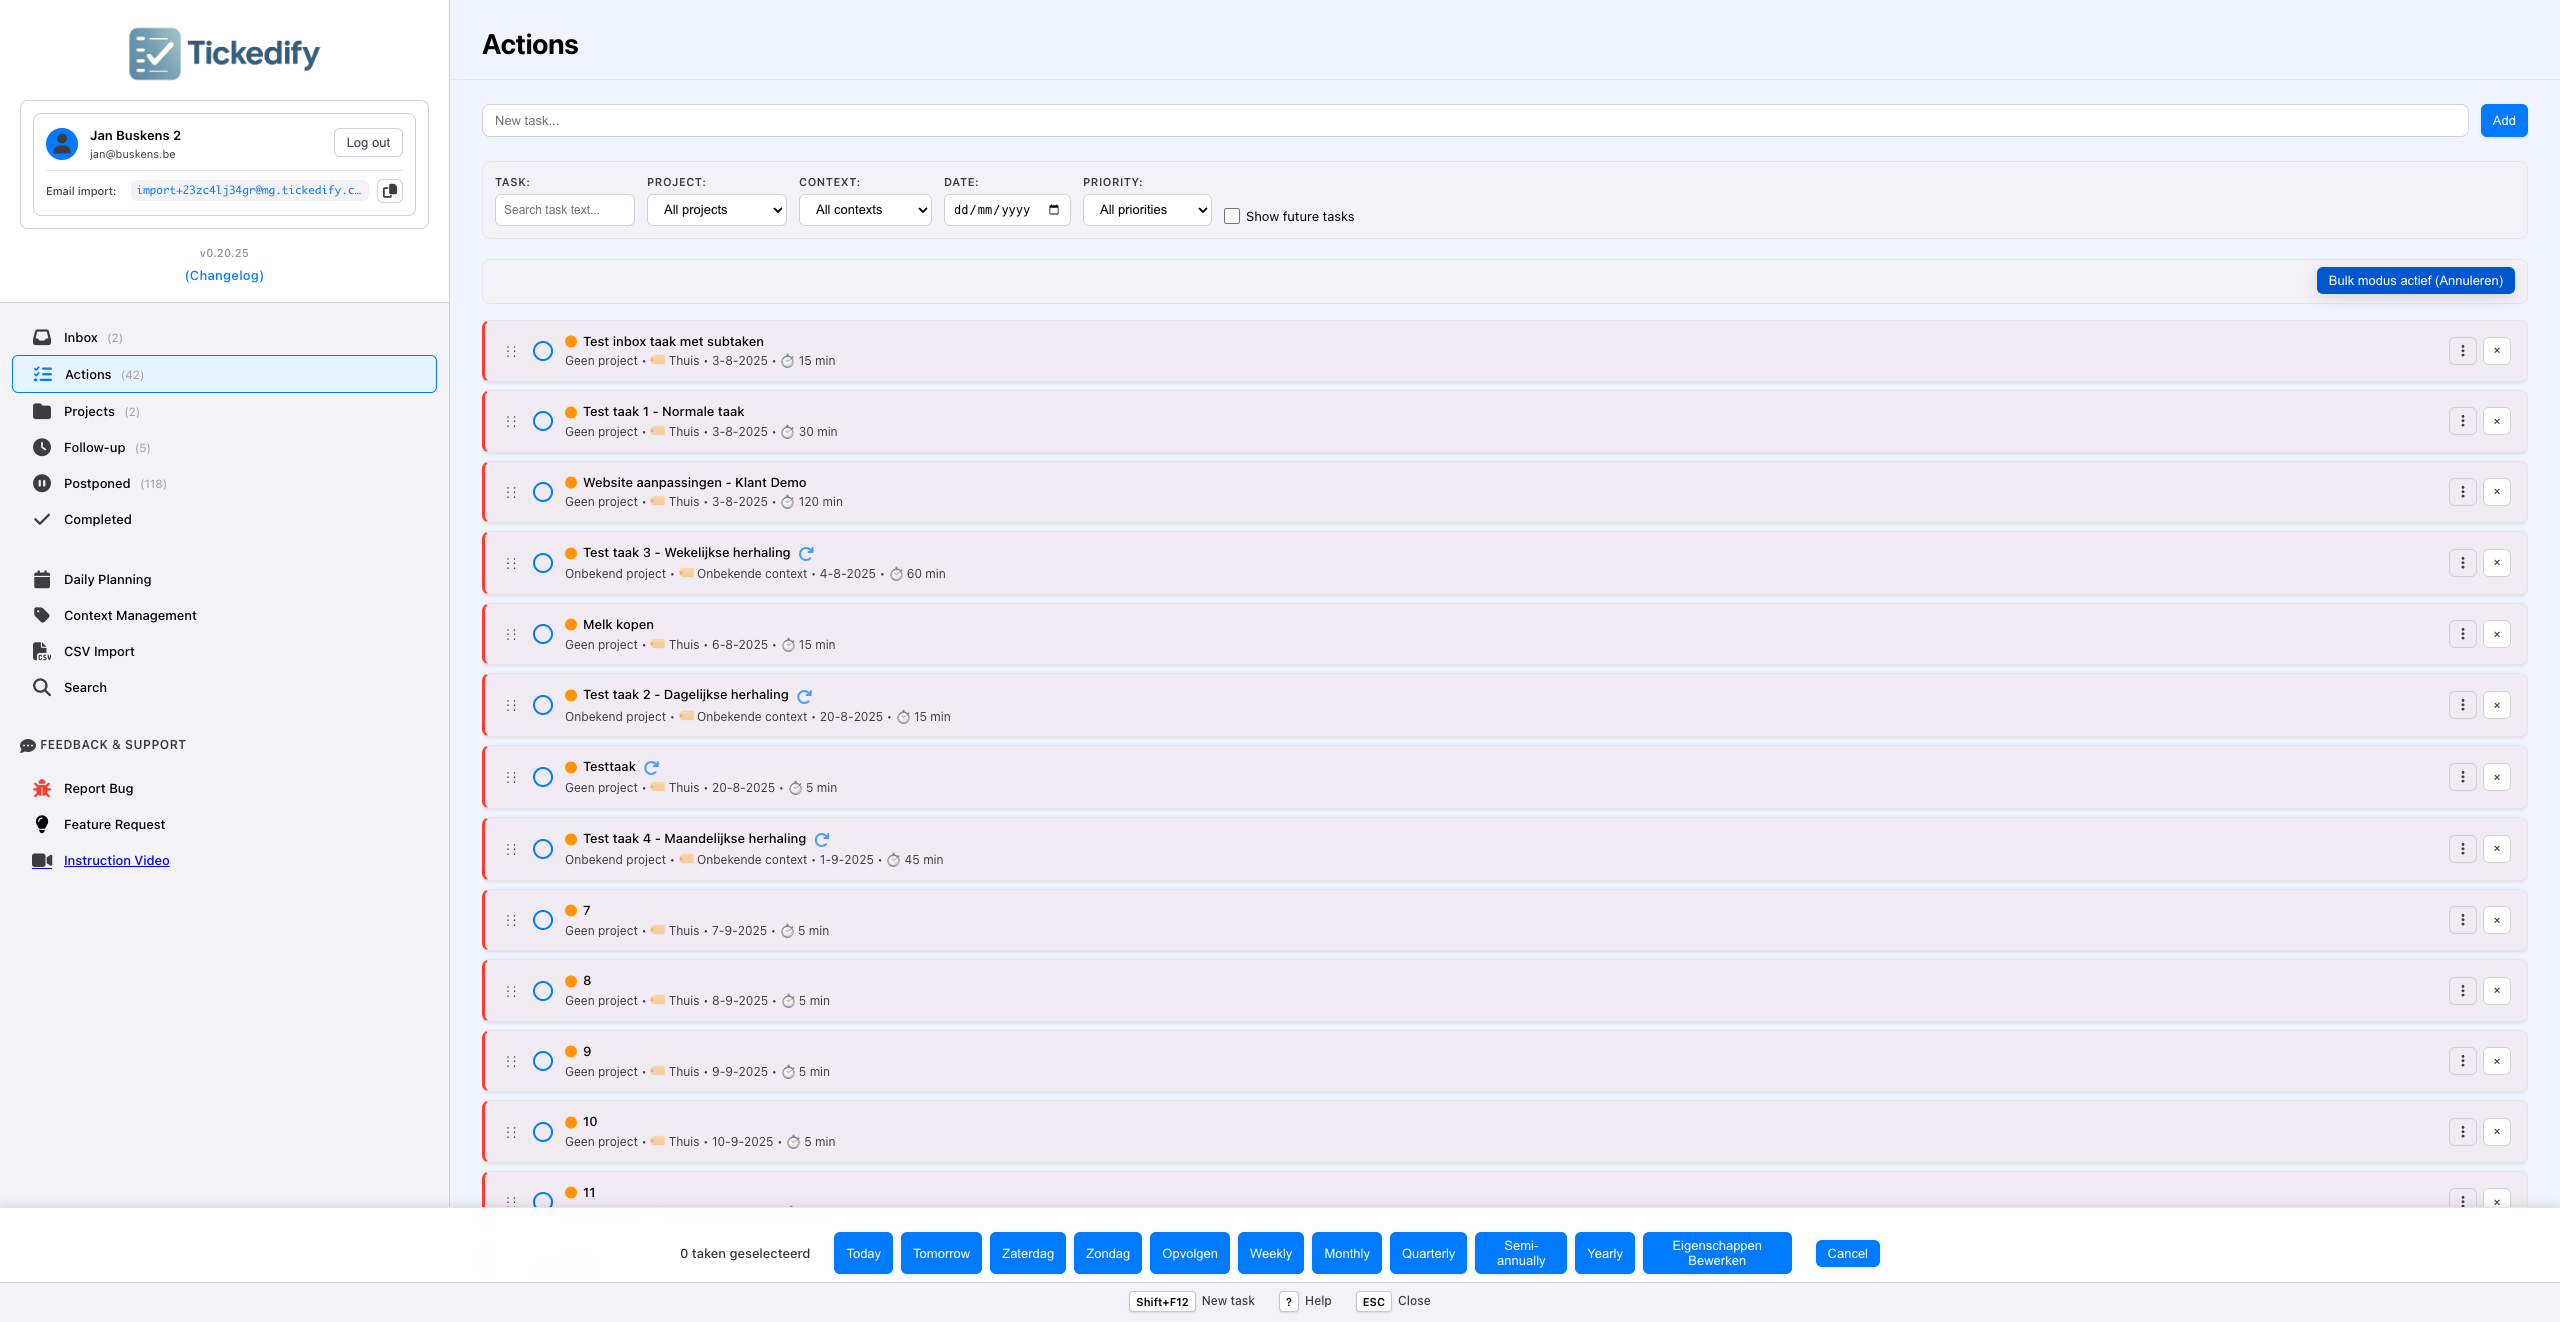 Tickedify
Jan Buskens 2
jan@buskens.be
Log out
Email import:
import+23zc4lj34gr@mg.tickedify.c…
v0.20.25
(Changelog)
Inbox (2)
Actions (42)
Projects (2)
Follow-up (5)
Postponed (118)
Completed
Daily Planning
Context Management
CSV Import
Search
FEEDBACK & SUPPORT
Report Bug
Feature Request
Instruction Video
Actions
New task...
Add
TASK: PROJECT: CONTEXT: DATE: PRIORITY:
Search task text... All projects All contexts dd/mm/yyyy All priorities Show future tasks
Bulk modus actief (Annuleren)
Test inbox taak met subtaken
Geen project • Thuis • 3-8-2025 • 15 min
Test taak 1 - Normale taak
Geen project • Thuis • 3-8-2025 • 30 min
Website aanpassingen - Klant Demo
Geen project • Thuis • 3-8-2025 • 120 min
Test taak 3 - Wekelijkse herhaling
Onbekend project • Onbekende context • 4-8-2025 • 60 min
Melk kopen
Geen project • Thuis • 6-8-2025 • 15 min
Test taak 2 - Dagelijkse herhaling
Onbekend project • Onbekende context • 20-8-2025 • 15 min
Testtaak
Geen project • Thuis • 20-8-2025 • 5 min
Test taak 4 - Maandelijkse herhaling
Onbekend project • Onbekende context • 1-9-2025 • 45 min
7
Geen project • Thuis • 7-9-2025 • 5 min
8
Geen project • Thuis • 8-9-2025 • 5 min
9
Geen project • Thuis • 9-9-2025 • 5 min
10
Geen project • Thuis • 10-9-2025 • 5 min
11
0 taken geselecteerd
Today
Tomorrow
Zaterdag
Zondag
Opvolgen
Weekly
Monthly
Quarterly
Semi-
annually
Yearly
Eigenschappen
Bewerken
Cancel
Shift+F12 New task ? Help ESC Close